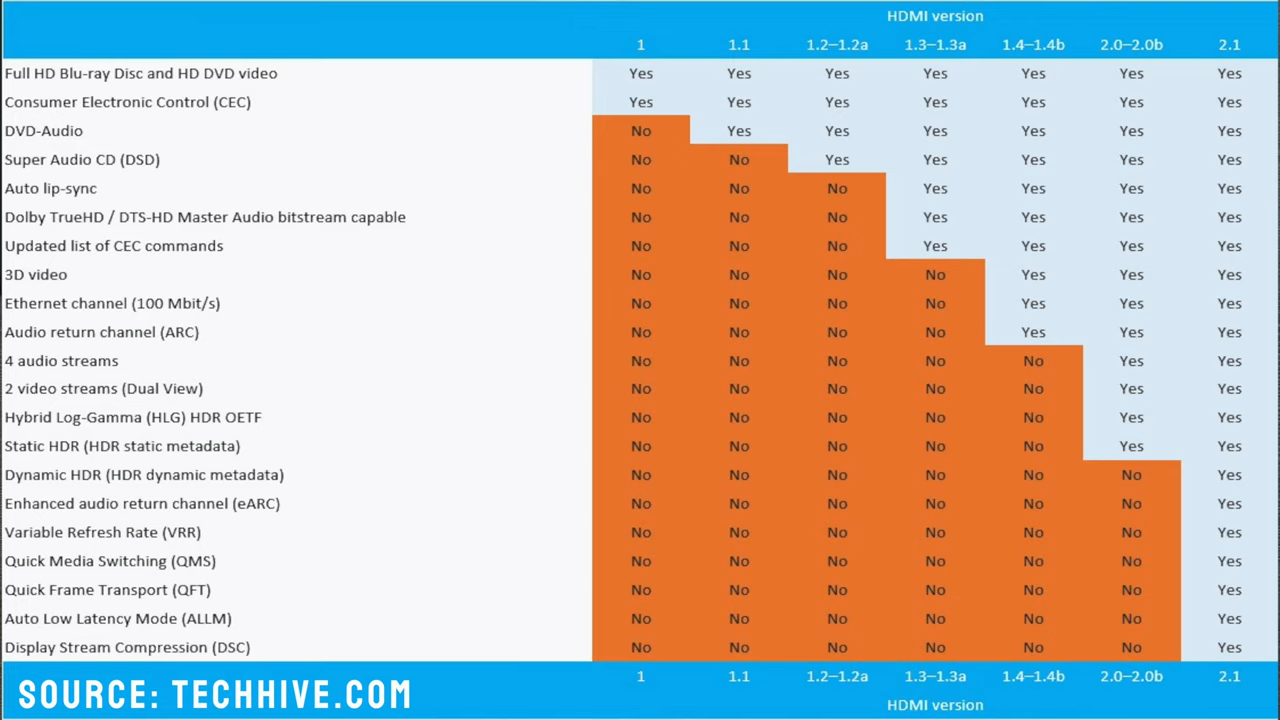 HDMI version
1 1.1 1.2–1.2a 1.3–1.3a 1.4–1.4b 2.0–2.0b 2.1
Full HD Blu-ray Disc and HD DVD video Yes Yes Yes Yes Yes Yes Yes
Consumer Electronic Control (CEC) Yes Yes Yes Yes Yes Yes Yes
DVD-Audio No Yes Yes Yes Yes Yes Yes
Super Audio CD (DSD) No No Yes Yes Yes Yes Yes
Auto lip-sync No No No Yes Yes Yes Yes
Dolby TrueHD / DTS-HD Master Audio bitstream capable No No No Yes Yes Yes Yes
Updated list of CEC commands No No No Yes Yes Yes Yes
3D video No No No No Yes Yes Yes
Ethernet channel (100 Mbit/s) No No No No Yes Yes Yes
Audio return channel (ARC) No No No No Yes Yes Yes
4 audio streams No No No No No Yes Yes
2 video streams (Dual View) No No No No No Yes Yes
Hybrid Log-Gamma (HLG) HDR OETF No No No No No Yes Yes
Static HDR (HDR static metadata) No No No No No Yes Yes
Dynamic HDR (HDR dynamic metadata) No No No No No No Yes
Enhanced audio return channel (eARC) No No No No No No Yes
Variable Refresh Rate (VRR) No No No No No No Yes
Quick Media Switching (QMS) No No No No No No Yes
Quick Frame Transport (QFT) No No No No No No Yes
Auto Low Latency Mode (ALLM) No No No No No No Yes
Display Stream Compression (DSC) No No No No No No Yes
1 1.1 1.2–1.2a 1.3–1.3a 1.4–1.4b 2.0–2.0b 2.1
SOURCE: TECHHIVE.COM
HDMI version